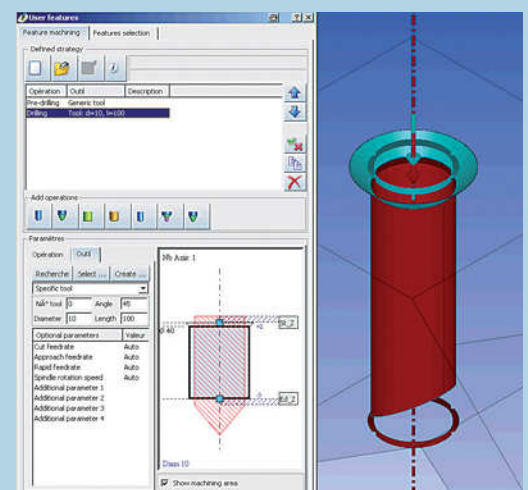 User features
Feature machining
Features selection
Defined strategy
Opération Outil Description
Pre-drilling Generic tool
Drilling Tool: d=10, l=100
Add operations
Paramètres
Opération Outil
Recherche Select ... Create ...
Specific tool
NÂ° tool 0 Angle 45
Diameter 10 Length 100
Optional parameters Valeur
Cut feedrate Auto
Approach feedrate Auto
Rapid feedrate Auto
Spindle rotation speed Auto
Additional parameter 1
Additional parameter 2
Additional parameter 3
Additional parameter 4
Nb Axe: 1
Ø 40
Diam 10
Show machining area